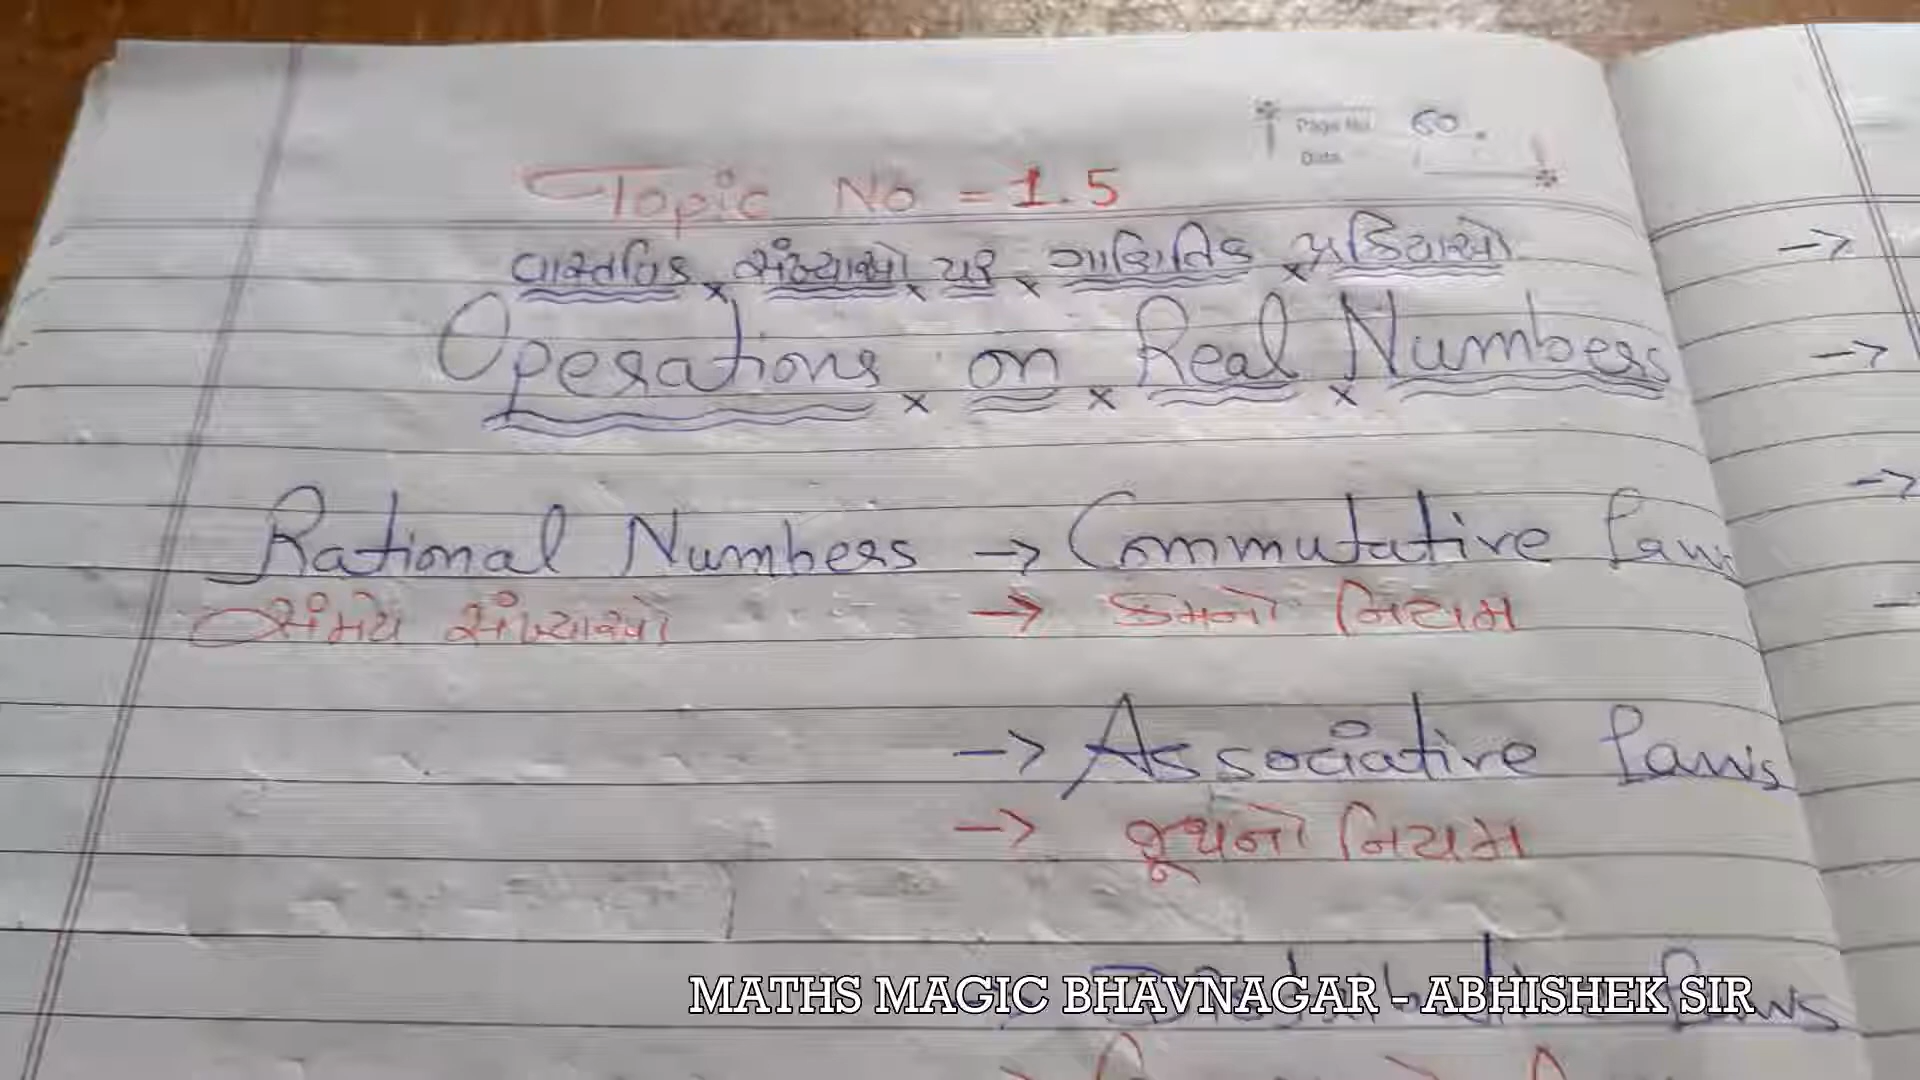 Page No. 60.
Date
Topic No = 1.5
વાસ્તવિક સંખ્યાઓ પર ગાણિતિક પ્રક્રિયાઓ
Operations on Real Numbers
Rational Numbers → Commutative Laws
સંમેય સંખ્યાઓ → ક્રમનો નિયમ
→ Associative Laws
→ જૂથનો નિયમ
Laws
MATHS MAGIC BHAVNAGAR - ABHISHEK SIR